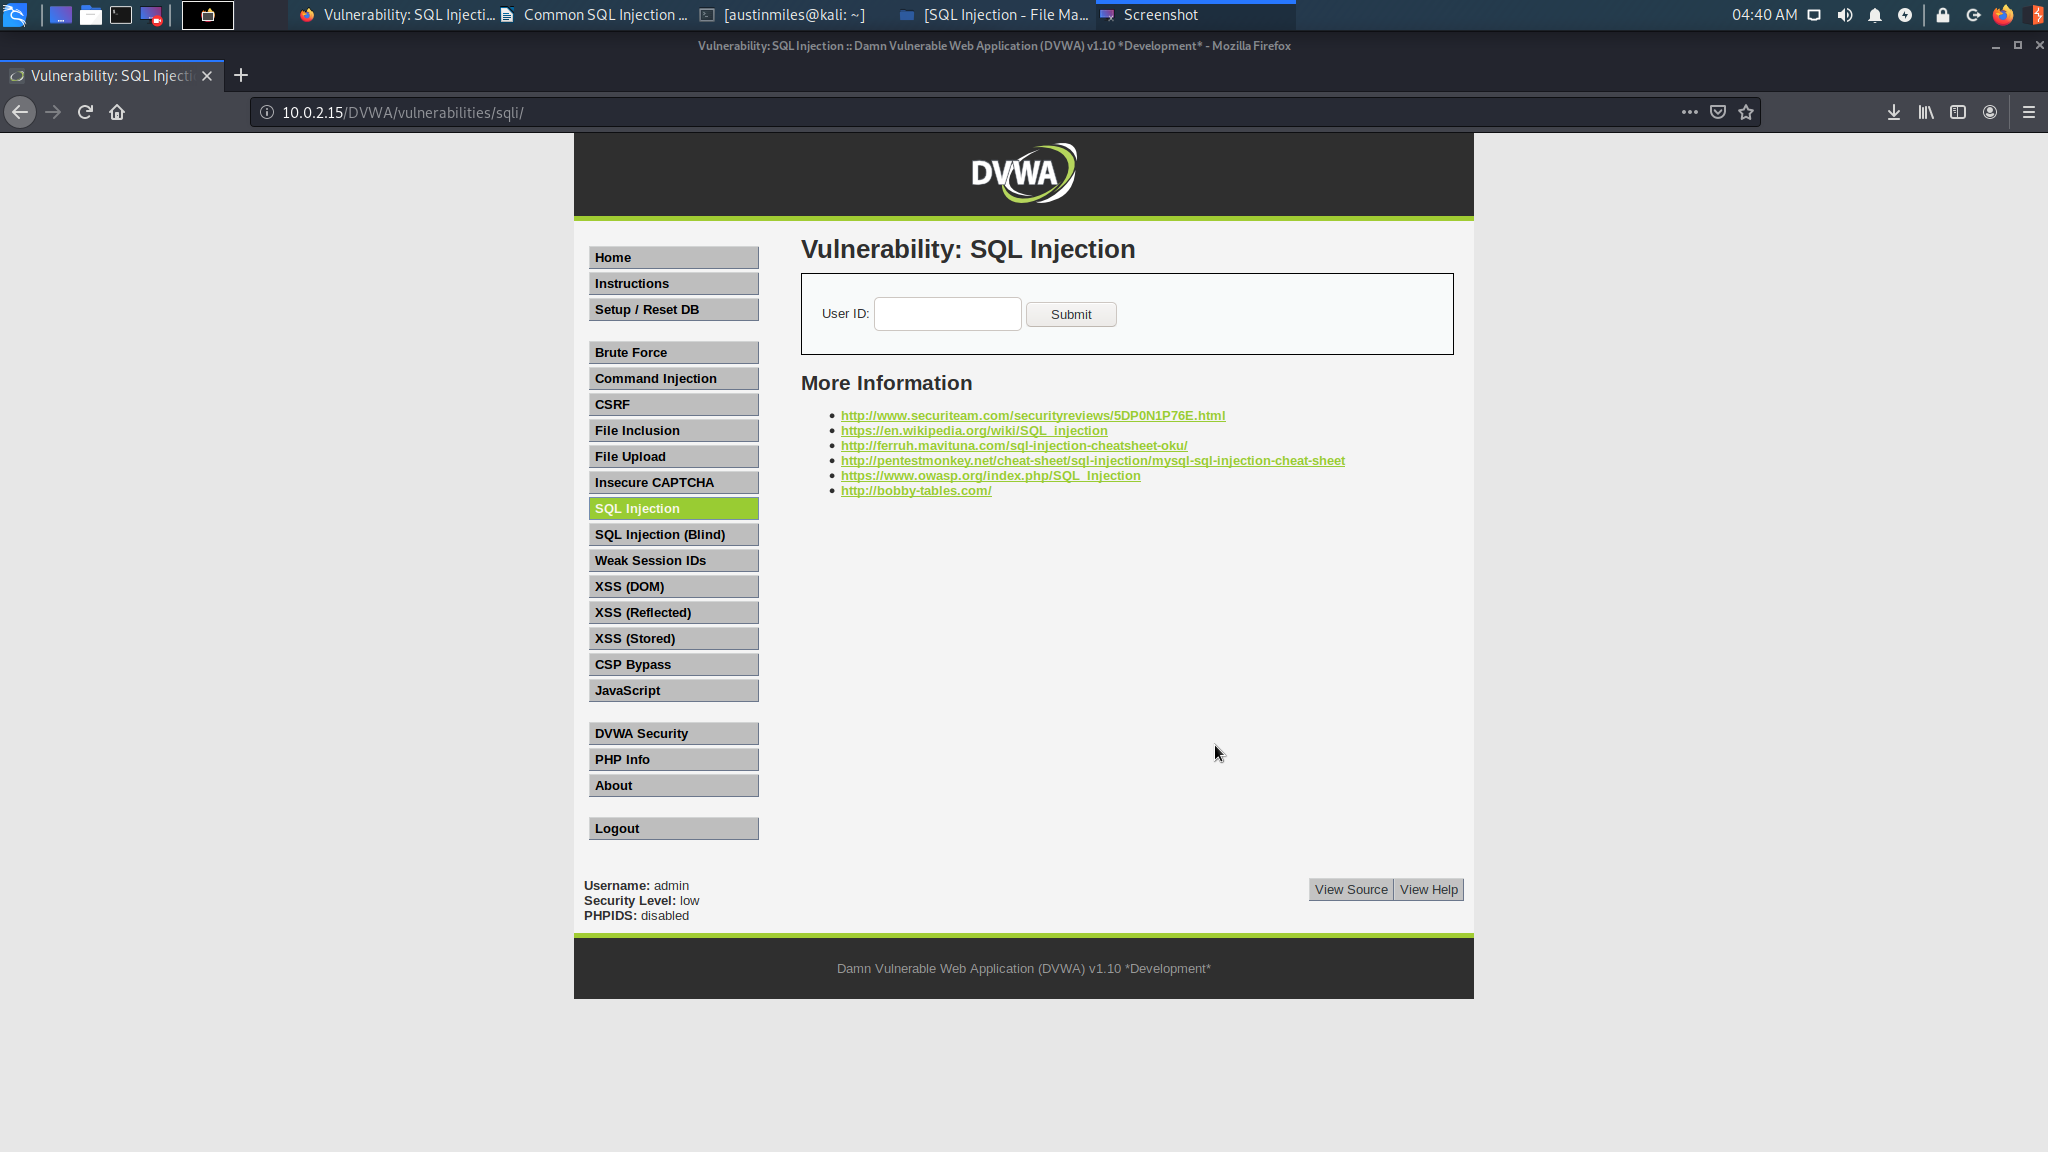 Vulnerability: SQL Injecti...
Common SQL Injection ...
[austinmiles@kali: ~]
[SQL Injection - File Ma...
Screenshot
04:40 AM
Vulnerability: SQL Injection :: Damn Vulnerable Web Application (DVWA) v1.10 *Development* - Mozilla Firefox
Vulnerability: SQL Injecti
10.0.2.15/DVWA/vulnerabilities/sqli/
DVWA
Vulnerability: SQL Injection
User ID:
Submit
More Information
http://www.securiteam.com/securityreviews/5DP0N1P76E.html
https://en.wikipedia.org/wiki/SQL_injection
http://ferruh.mavituna.com/sql-injection-cheatsheet-oku/
http://pentestmonkey.net/cheat-sheet/sql-injection/mysql-sql-injection-cheat-sheet
https://www.owasp.org/index.php/SQL_Injection
http://bobby-tables.com/
Home
Instructions
Setup / Reset DB
Brute Force
Command Injection
CSRF
File Inclusion
File Upload
Insecure CAPTCHA
SQL Injection
SQL Injection (Blind)
Weak Session IDs
XSS (DOM)
XSS (Reflected)
XSS (Stored)
CSP Bypass
JavaScript
DVWA Security
PHP Info
About
Logout
Username: admin
Security Level: low
PHPIDS: disabled
View Source
View Help
Damn Vulnerable Web Application (DVWA) v1.10 *Development*